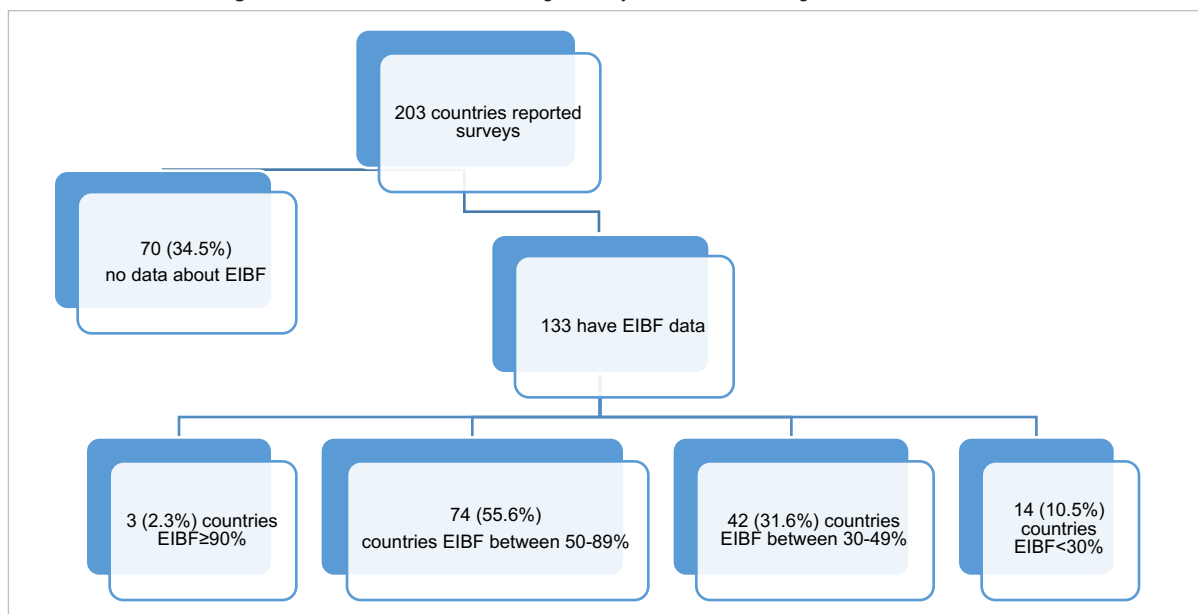 203 countries reported
surveys
70 (34.5%)
no data about EIBF
133 have EIBF data
3 (2.3%) countries
EIBF≥90%
74 (55.6%)
countries EIBF between 50-89%
42 (31.6%) countries
EIBF between 30-49%
14 (10.5%)
countries
EIBF<30%